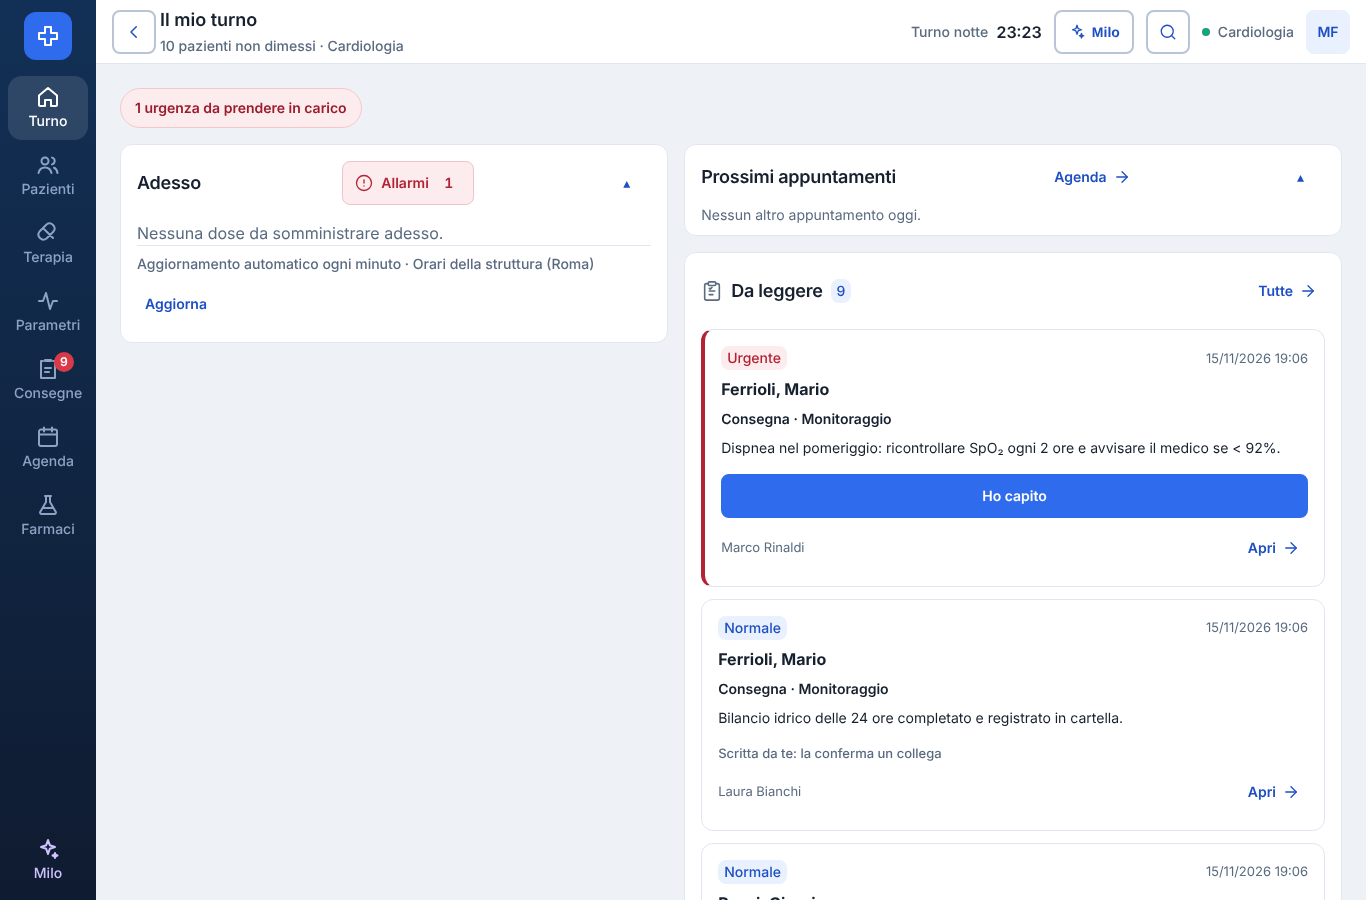 Turno
Pazienti
Terapia
Parametri
9
Consegne
Agenda
Farmaci
Milo
Il mio turno
10 pazienti non dimessi · Cardiologia
Turno notte 23:23
Milo
Cardiologia
MF
1 urgenza da prendere in carico
Adesso
Allarmi 1
Nessuna dose da somministrare adesso.
Aggiornamento automatico ogni minuto · Orari della struttura (Roma)
Aggiorna
Prossimi appuntamenti
Agenda
Nessun altro appuntamento oggi.
Da leggere 9
Tutte
Urgente
15/11/2026 19:06
Ferrioli, Mario
Consegna · Monitoraggio
Dispnea nel pomeriggio: ricontrollare SpO₂ ogni 2 ore e avvisare il medico se < 92%.
Ho capito
Marco Rinaldi
Apri
Normale
15/11/2026 19:06
Ferrioli, Mario
Consegna · Monitoraggio
Bilancio idrico delle 24 ore completato e registrato in cartella.
Scritta da te: la conferma un collega
Laura Bianchi
Apri
Normale
15/11/2026 19:06